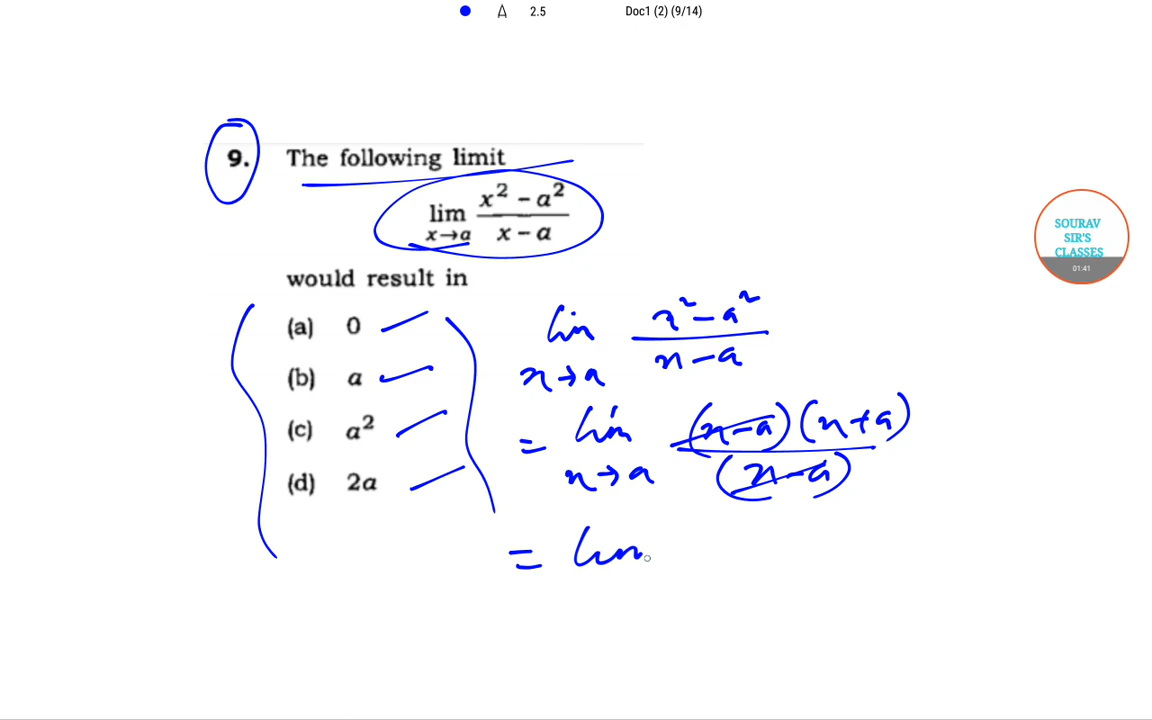 2.5 Doc1 (2) (9/14)
9. The following limit
lim x→a (x² – a²)/(x – a)
would result in
(a) 0
(b) a
(c) a²
(d) 2a
lim x→a (x² – a²)/(x – a)
= lim x→a (x – a)(x + a)/(x – a)
= lim
SOURAV
SIR'S
CLASSES
01:41